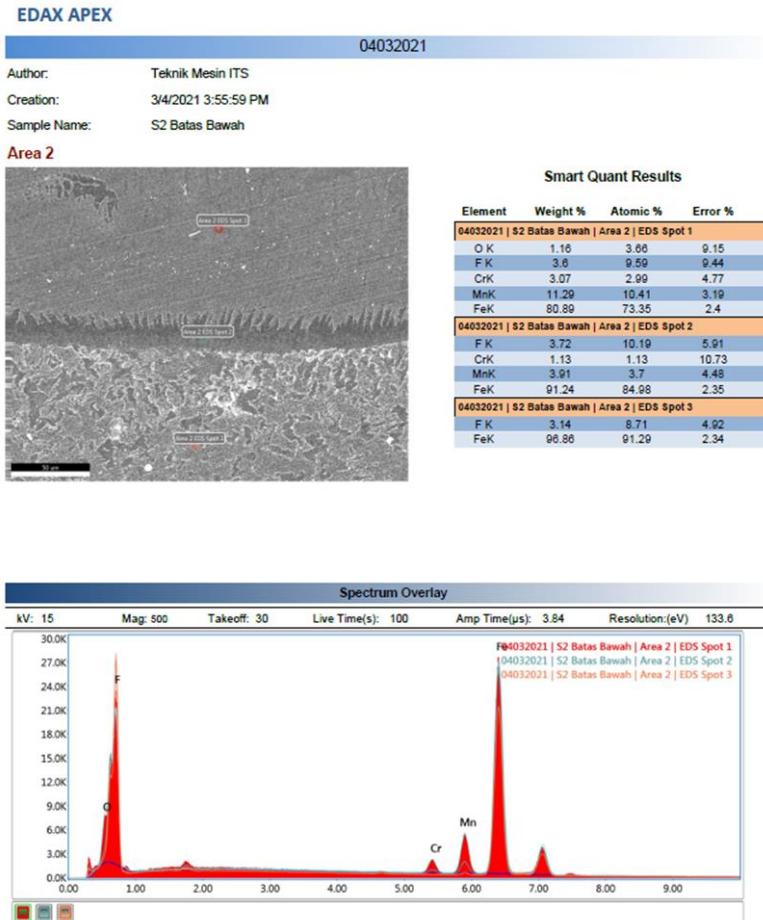 EDAX APEX
04032021
Author: Teknik Mesin ITS
Creation: 3/4/2021 3:55:59 PM
Sample Name: S2 Batas Bawah
Area 2
Area 2 EDS Spot 1
Area 2 EDS Spot 2
Area 2 EDS Spot 3
50 µm
Smart Quant Results
Element Weight % Atomic % Error %
04032021 | S2 Batas Bawah | Area 2 | EDS Spot 1
O K 1.16 3.66 9.15
F K 3.6 9.59 9.44
CrK 3.07 2.99 4.77
MnK 11.29 10.41 3.19
FeK 80.89 73.35 2.4
04032021 | S2 Batas Bawah | Area 2 | EDS Spot 2
F K 3.72 10.19 5.91
CrK 1.13 1.13 10.73
MnK 3.91 3.7 4.48
FeK 91.24 84.98 2.35
04032021 | S2 Batas Bawah | Area 2 | EDS Spot 3
F K 3.14 8.71 4.92
FeK 96.86 91.29 2.34
Spectrum Overlay
kV: 15 Mag: 500 Takeoff: 30 Live Time(s): 100 Amp Time(µs): 3.84 Resolution:(eV) 133.6
30.0K
27.0K
24.0K
21.0K
18.0K
15.0K
12.0K
9.0K
6.0K
3.0K
0.0K
Fe
04032021 | S2 Batas Bawah | Area 2 | EDS Spot 1
04032021 | S2 Batas Bawah | Area 2 | EDS Spot 2
04032021 | S2 Batas Bawah | Area 2 | EDS Spot 3
F
O
Cr
Mn
0.00 1.00 2.00 3.00 4.00 5.00 6.00 7.00 8.00 9.00